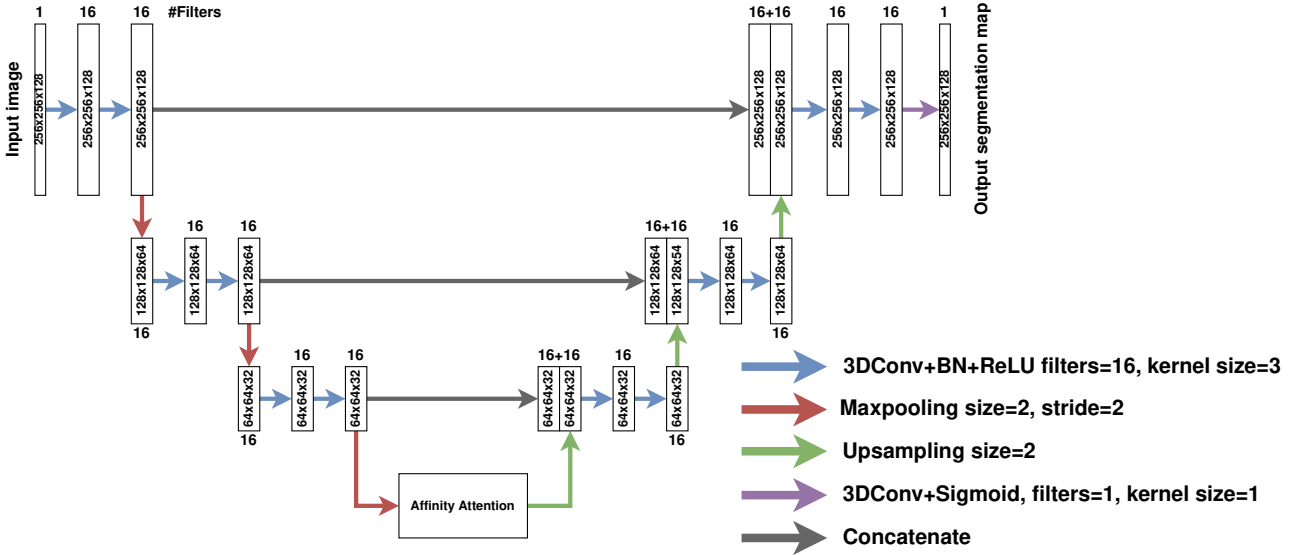 1
16
16
#Filters
16+16
16
16
1
Input image
256x256x128
256x256x128
256x256x128
256x256x128
256x256x128
256x256x128
256x256x128
256x256x128
Output segmentation map
16
16
16+16
16
128x128x64
128x128x64
128x128x64
128x128x64
128x128x54
128x128x64
128x128x64
16
16
16
16
16+16
16
64x64x32
64x64x32
64x64x32
64x64x32
64x64x32
64x64x32
64x64x32
16
16
Affinity Attention
3DConv+BN+ReLU filters=16, kernel size=3
Maxpooling size=2, stride=2
Upsampling size=2
3DConv+Sigmoid, filters=1, kernel size=1
Concatenate